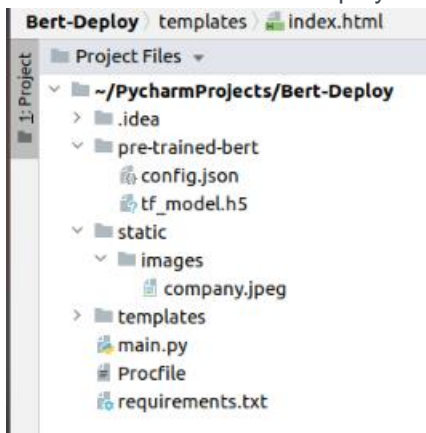 Bert-Deploy templates index.html
1: Project
Project Files
~/PycharmProjects/Bert-Deploy
.idea
pre-trained-bert
config.json
tf_model.h5
static
images
company.jpeg
templates
main.py
Procfile
requirements.txt